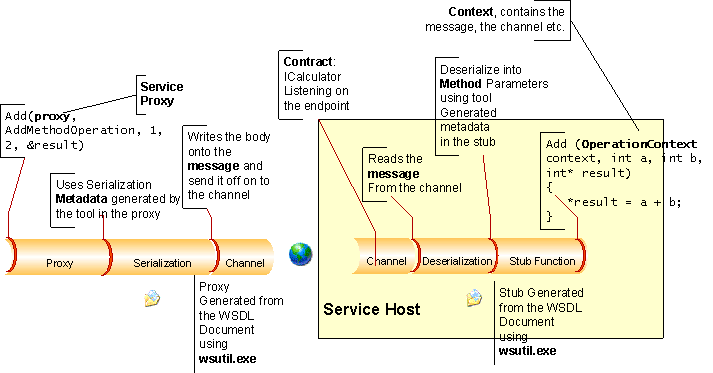 Context, contains the
message, the channel etc.
Contract:
ICalculator
Listening on
the endpoint
Deserialize into
Method Parameters
using tool
Generated
metadata
in the stub
Service
Proxy
Add(proxy,
AddMethodOperation, 1,
2, &result)
Writes the body
onto the
message and
send it off on to
the channel
Uses Serialization
Metadata generated by
the tool in the proxy
Reads the
message
From the channel
Add (OperationContext
context, int a, int b,
int* result)
{
*result = a + b;
}
Proxy
Serialization
Channel
Channel
Deserialization
Stub Function
Proxy
Generated from
the WSDL
Document
using
wsutil.exe
Service Host
Stub Generated
from the WSDL
Document
using
wsutil.exe